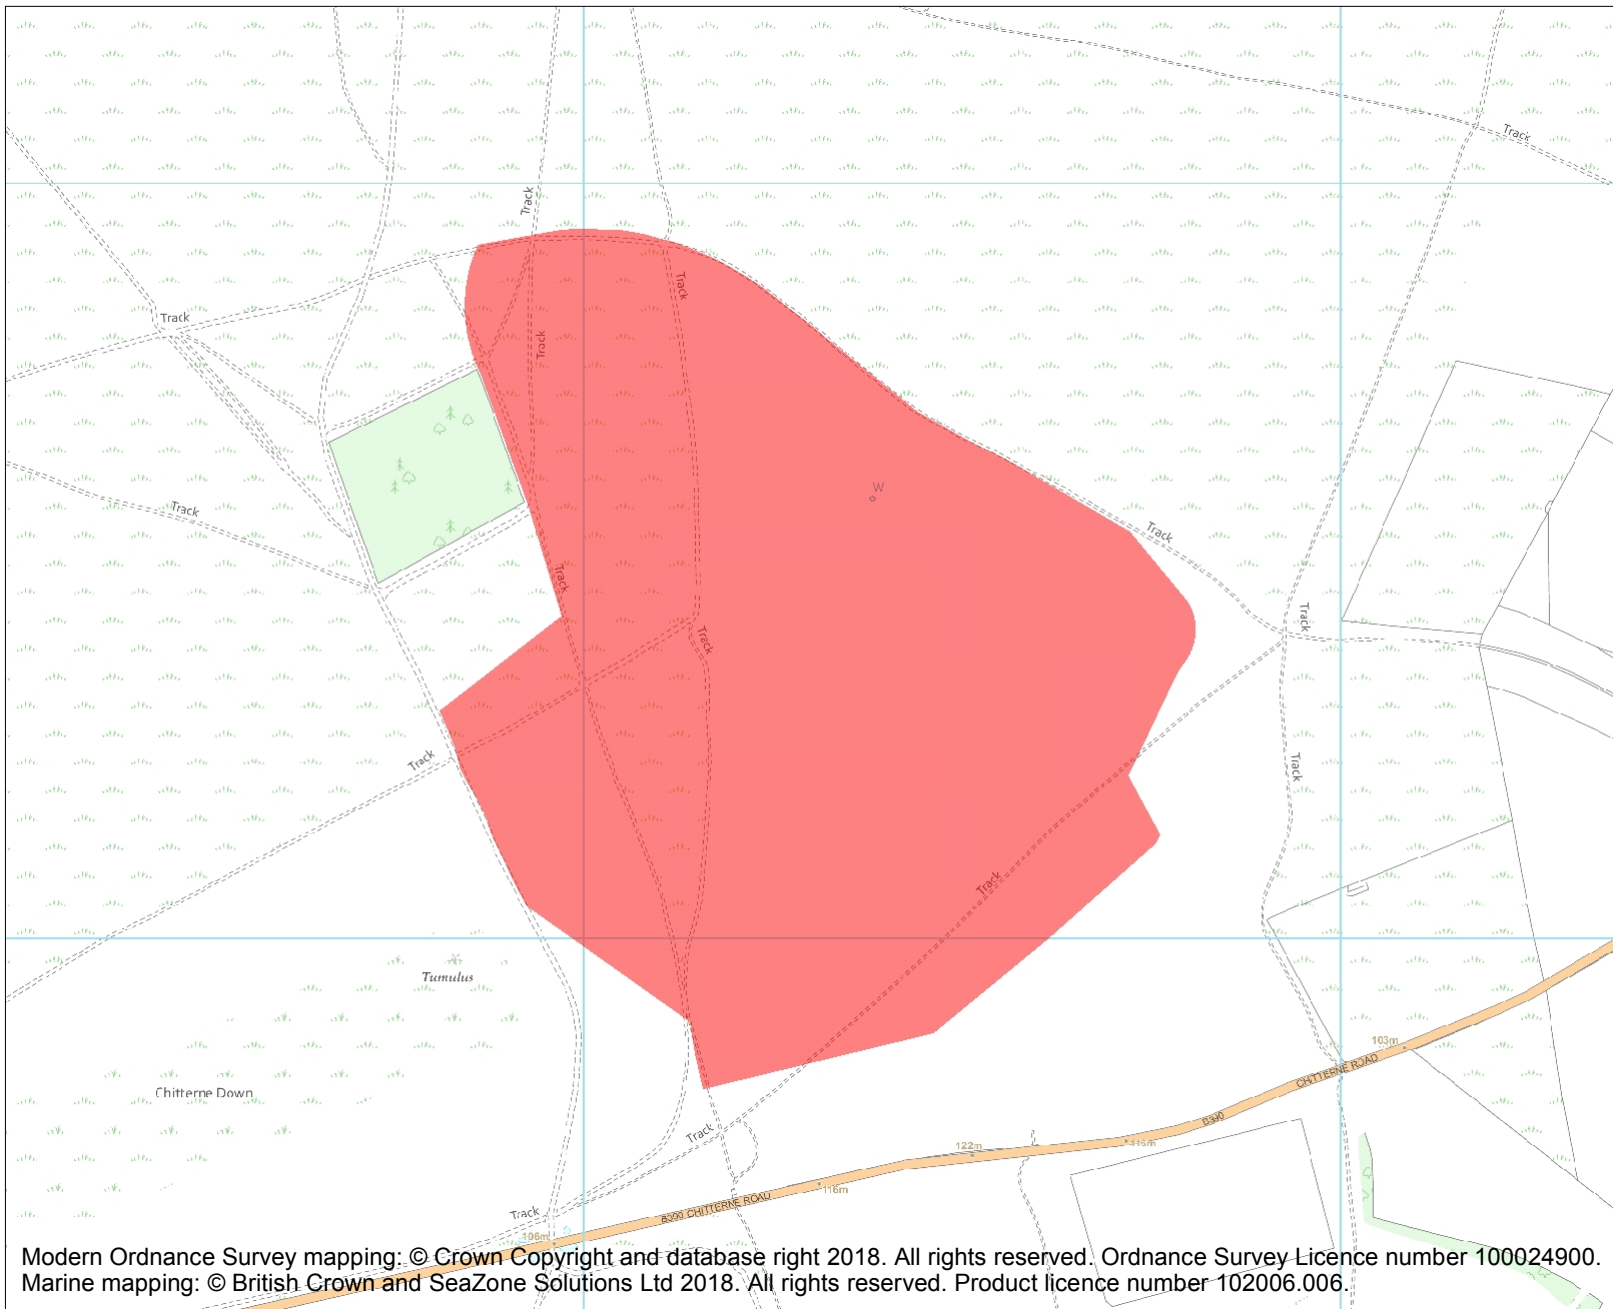 Track
Track
Track
Track
Track
W
Track
Track
Track
Track
Track
Track
Track
Track
Tumulus
103m
CHITTERNE ROAD
Chitterne Down
B390
122m
116m
Track
116m
B390 CHITTERNE ROAD
Track
106m
Modern Ordnance Survey mapping: © Crown Copyright and database right 2018. All rights reserved. Ordnance Survey Licence number 100024900.
Marine mapping: © British Crown and SeaZone Solutions Ltd 2018. All rights reserved. Product licence number 102006.006.